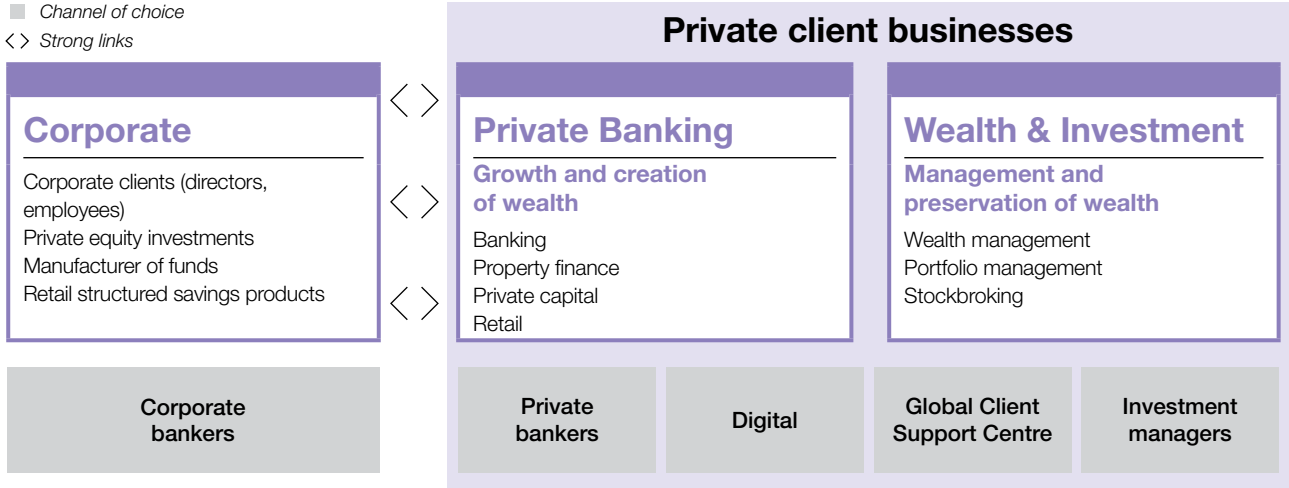 Channel of choice
< > Strong links
Private client businesses
Corporate
Corporate clients (directors,
employees)
Private equity investments
Manufacturer of funds
Retail structured savings products
Private Banking
Growth and creation
of wealth
Banking
Property finance
Private capital
Retail
Wealth & Investment
Management and
preservation of wealth
Wealth management
Portfolio management
Stockbroking
Corporate
bankers
Private
bankers
Digital
Global Client
Support Centre
Investment
managers